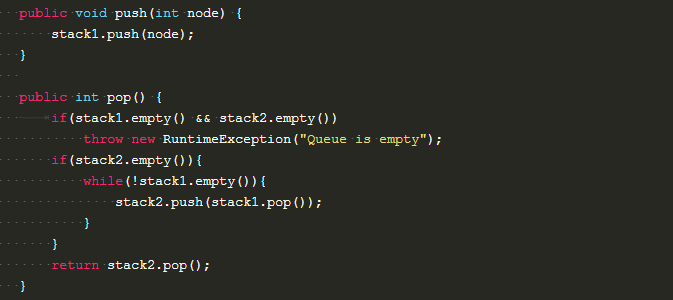 public void push(int node) {
stack1.push(node);
}
public int pop() {
if(stack1.empty() && stack2.empty())
throw new RuntimeException("Queue is empty");
if(stack2.empty()){
while(!stack1.empty()){
stack2.push(stack1.pop());
}
}
return stack2.pop();
}